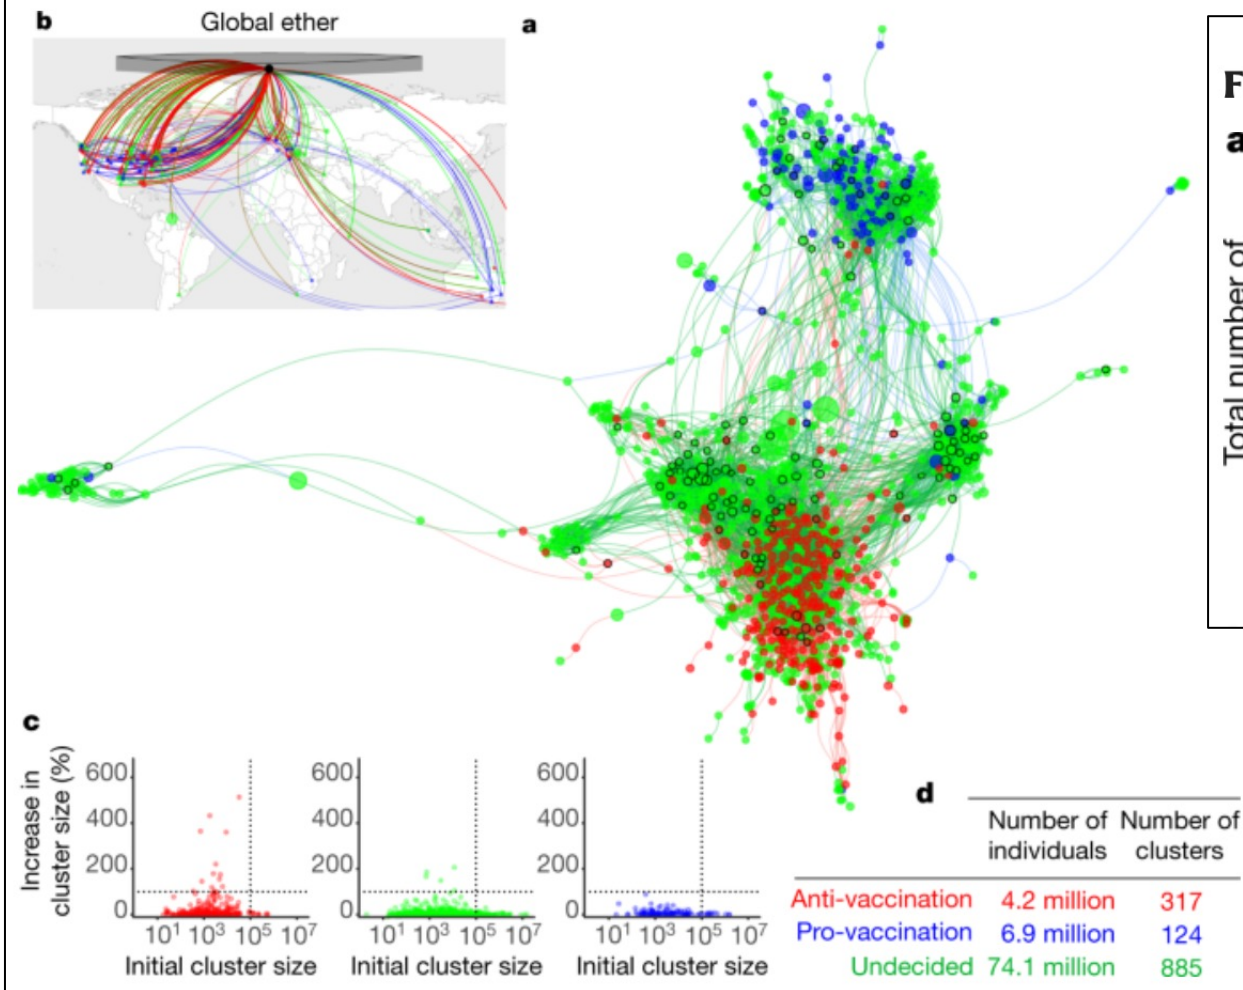 b Global ether
a
F
a
Total number of
c
Increase in
cluster size (%)
600
400
200
0
10¹ 10³ 10⁵ 10⁷
Initial cluster size
600
400
200
0
10¹ 10³ 10⁵ 10⁷
Initial cluster size
600
400
200
0
10¹ 10³ 10⁵ 10⁷
Initial cluster size
d
Number of individuals Number of clusters
Anti-vaccination 4.2 million 317
Pro-vaccination 6.9 million 124
Undecided 74.1 million 885